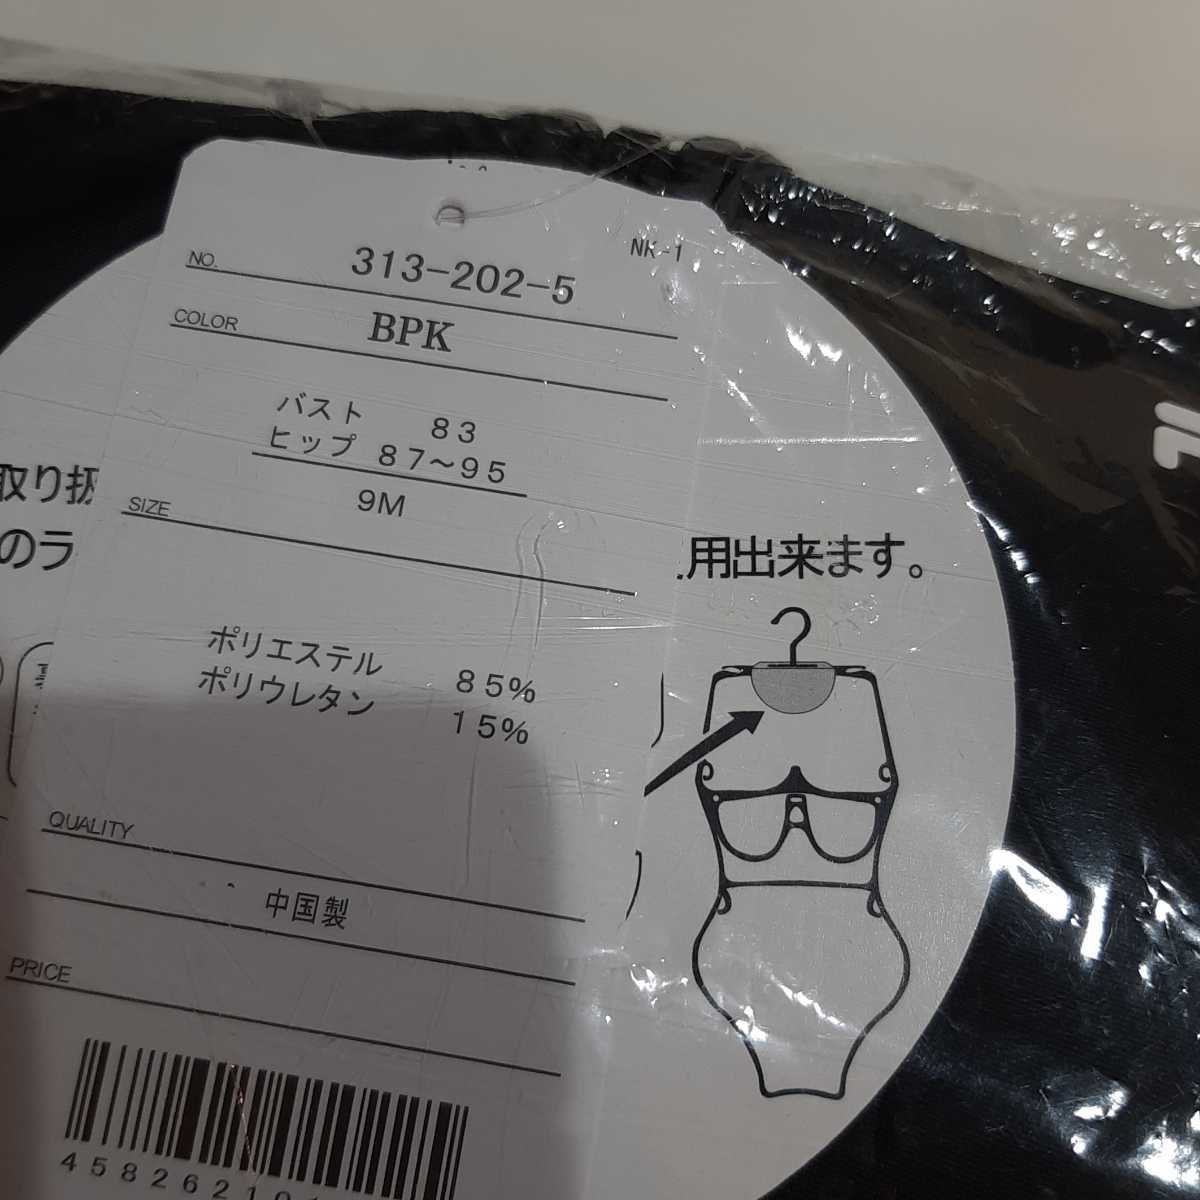 NK-1
NO. 313-202-5
COLOR BPK
バスト 83
ヒップ 87～95
SIZE 9M
取り扱
のラ
用出来ます。
ポリエステル 85%
ポリウレタン 15%
QUALITY
中国製
PRICE
4582621